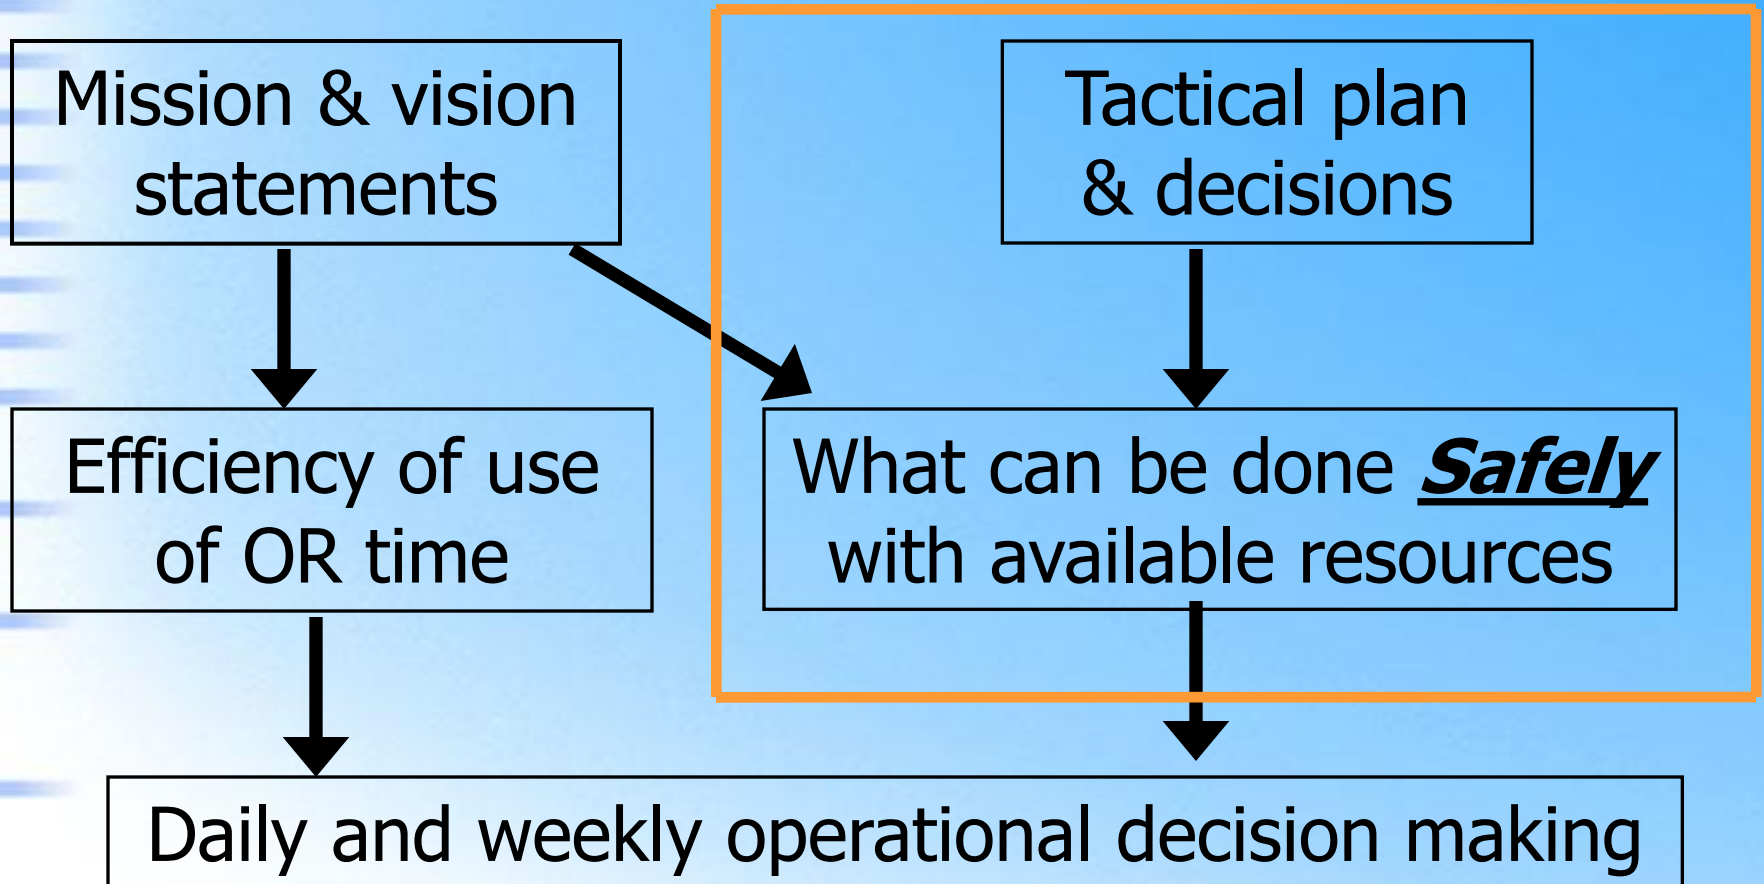 Mission & vision
statements
Tactical plan
& decisions
Efficiency of use
of OR time
What can be done Safely
with available resources
Daily and weekly operational decision making